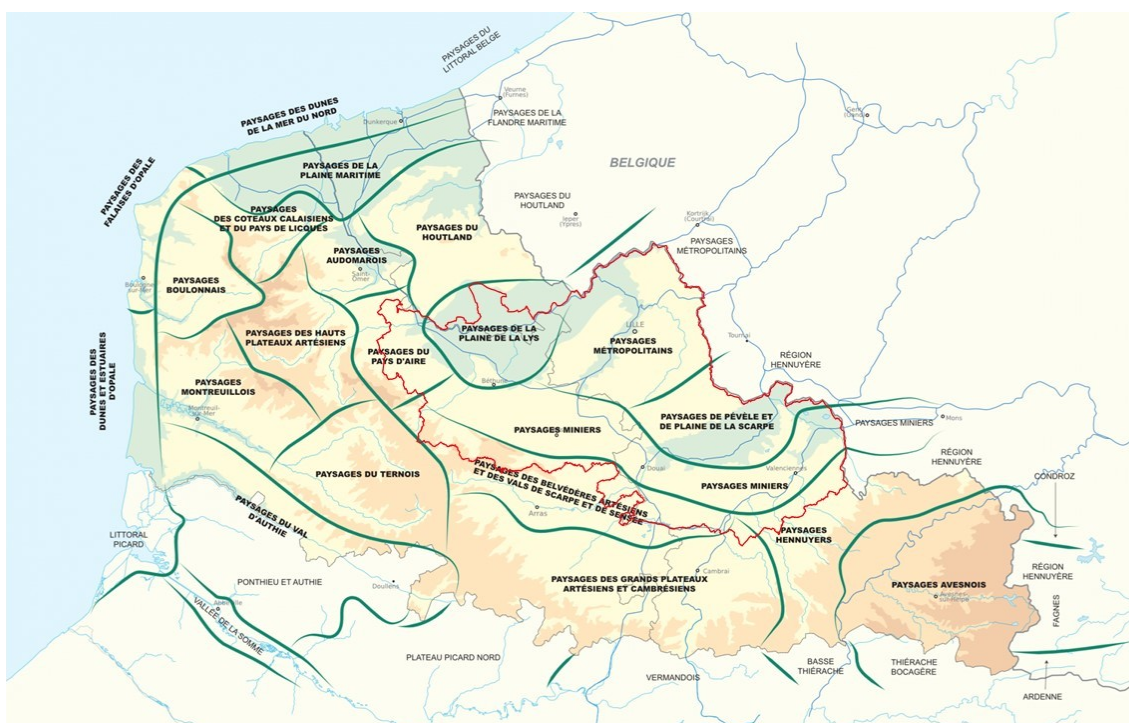 PAYSAGES DU
LITTORAL BELGE
Veurne
(Furnes)
PAYSAGES DES DUNES
DE LA MER DU NORD
Dunkerque
PAYSAGES DE LA
FLANDRE MARITIME
Gent
(Gand)
BELGIQUE
PAYSAGES DES
FALAISES D'OPALE
PAYSAGES DE LA
PLAINE MARITIME
PAYSAGES DU
HOUTLAND
Ieper
(Ypres)
Kortrijk
(Courtrai)
PAYSAGES
DES COTEAUX CALAISIENS
ET DU PAYS DE LICQUES
PAYSAGES DU
HOUTLAND
PAYSAGES
MÉTROPOLITAINS
PAYSAGES
AUDOMAROIS
Saint-
Omer
PAYSAGES
BOULONNAIS
Boulogne
sur-Mer
PAYSAGES DES HAUTS
PLATEAUX ARTÉSIENS
PAYSAGES DE LA
PLAINE DE LA LYS
LILLE
PAYSAGES
MÉTROPOLITAINS
Tournai
PAYSAGES DU
PAYS D'AIRE
RÉGION
HENNUYÈRE
PAYSAGES DES
DUNES ET ESTUAIRES
D'OPALE
PAYSAGES
MONTREUILLOIS
Montreuil-
sur-Mer
Béthune
PAYSAGES DE PÉVÈLE ET
DE PLAINE DE LA SCARPE
PAYSAGES MINIERS
Mons
PAYSAGES MINIERS
RÉGION
HENNUYÈRE
CONDROZ
PAYSAGES DU TERNOIS
PAYSAGES DES BELVÉDÈRES ARTÉSIENS
ET DES VALS DE SCARPE ET DE SENSÉE
Douai
Valenciennes
PAYSAGES MINIERS
PAYSAGES DU VAL
D'AUTHIE
Arras
PAYSAGES
HENNUYERS
LITTORAL
PICARD
PONTHIEU ET AUTHIE
Doullens
Cambrai
PAYSAGES DES GRANDS PLATEAUX
ARTÉSIENS ET CAMBRÉSIENS
PAYSAGES AVESNOIS
Avesnes-
sur-Helpe
RÉGION
HENNUYÈRE
Abbeville
VALLÉE DE LA SOMME
FAGNES
PLATEAU PICARD NORD
VERMANDOIS
BASSE
THIÉRACHE
THIÉRACHE
BOCAGÈRE
ARDENNE